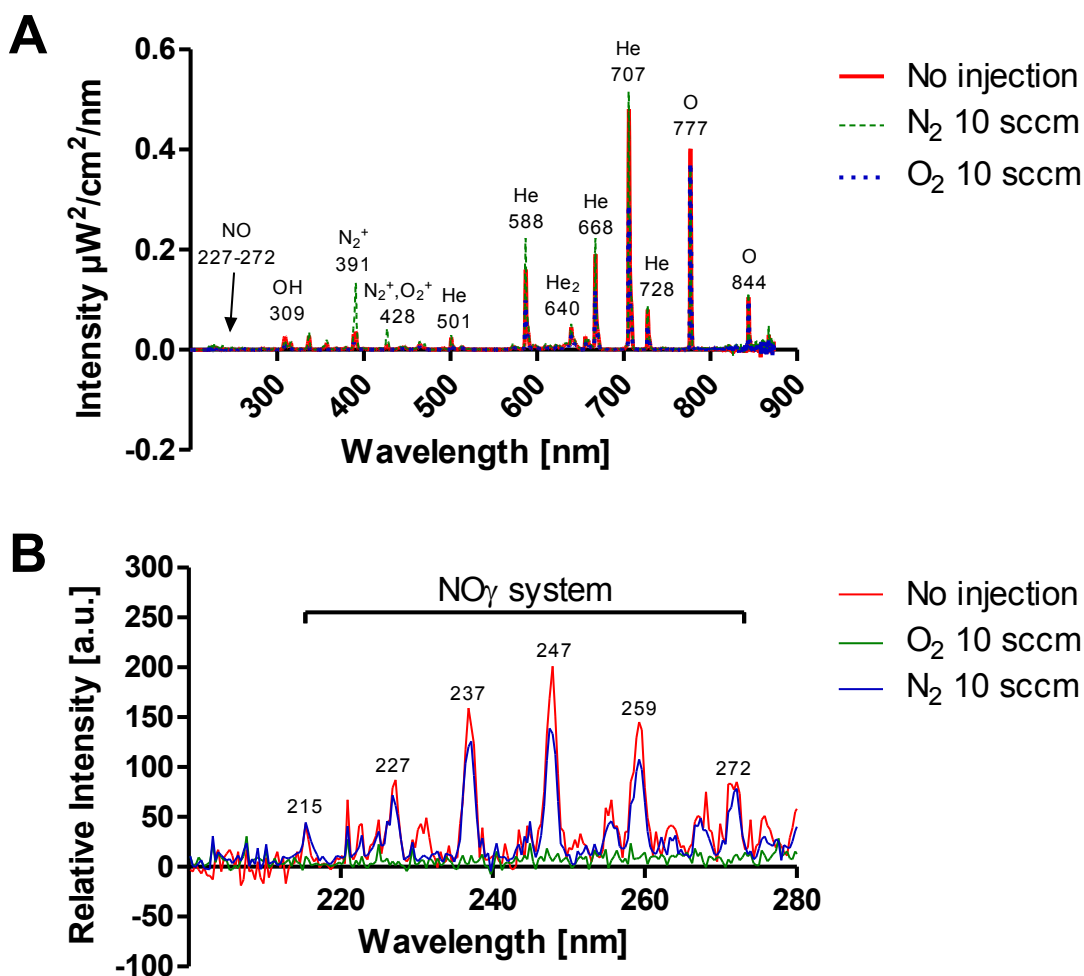 A
Intensity µW²/cm²/nm
0.6
0.4
0.2
0.0
-0.2
NO
227-272
OH
309
N₂⁺
391
N₂⁺,O₂⁺
428
He
501
He
588
He₂
640
He
668
He
707
He
728
O
777
O
844
300
400
500
600
700
800
900
Wavelength [nm]
No injection
N₂ 10 sccm
O₂ 10 sccm
B
Relative Intensity [a.u.]
300
250
200
150
100
50
0
-50
-100
NOγ system
215
227
237
247
259
272
220
240
260
280
Wavelength [nm]
No injection
O₂ 10 sccm
N₂ 10 sccm